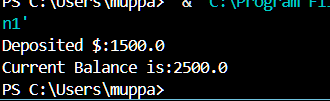 PS C:\Users\muppa> & 'C:\Program Fi
n1'
Deposited $:1500.0
Current Balance is:2500.0
PS C:\Users\muppa>